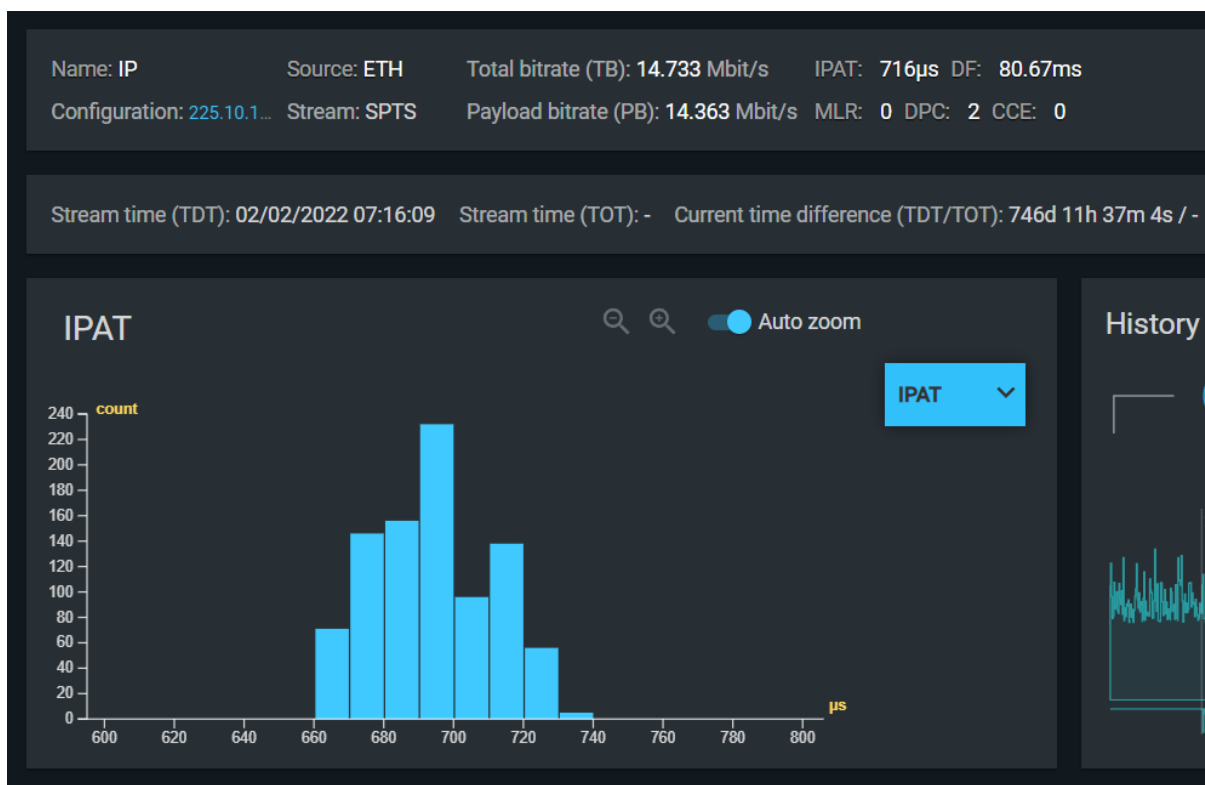 Name: IP Source: ETH Total bitrate (TB): 14.733 Mbit/s IPAT: 716µs DF: 80.67ms
Configuration: 225.10.1... Stream: SPTS Payload bitrate (PB): 14.363 Mbit/s MLR: 0 DPC: 2 CCE: 0
Stream time (TDT): 02/02/2022 07:16:09 Stream time (TOT): - Current time difference (TDT/TOT): 746d 11h 37m 4s / -
IPAT
Auto zoom
History
IPAT
count
240
220
200
180
160
140
120
100
80
60
40
20
0
µs
600 620 640 660 680 700 720 740 760 780 800